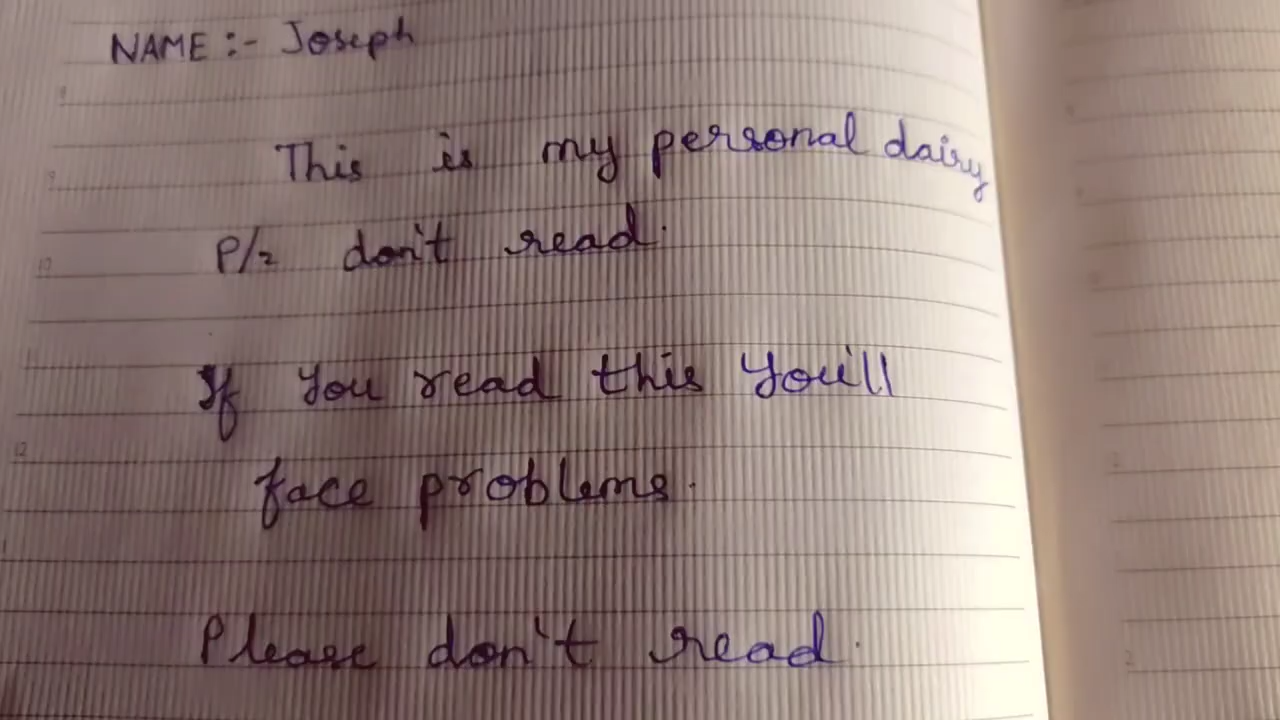 NAME :- Joseph
This is my personal dairy
P/z don't read.
If you read this you'll
face problems.
Please don't read.